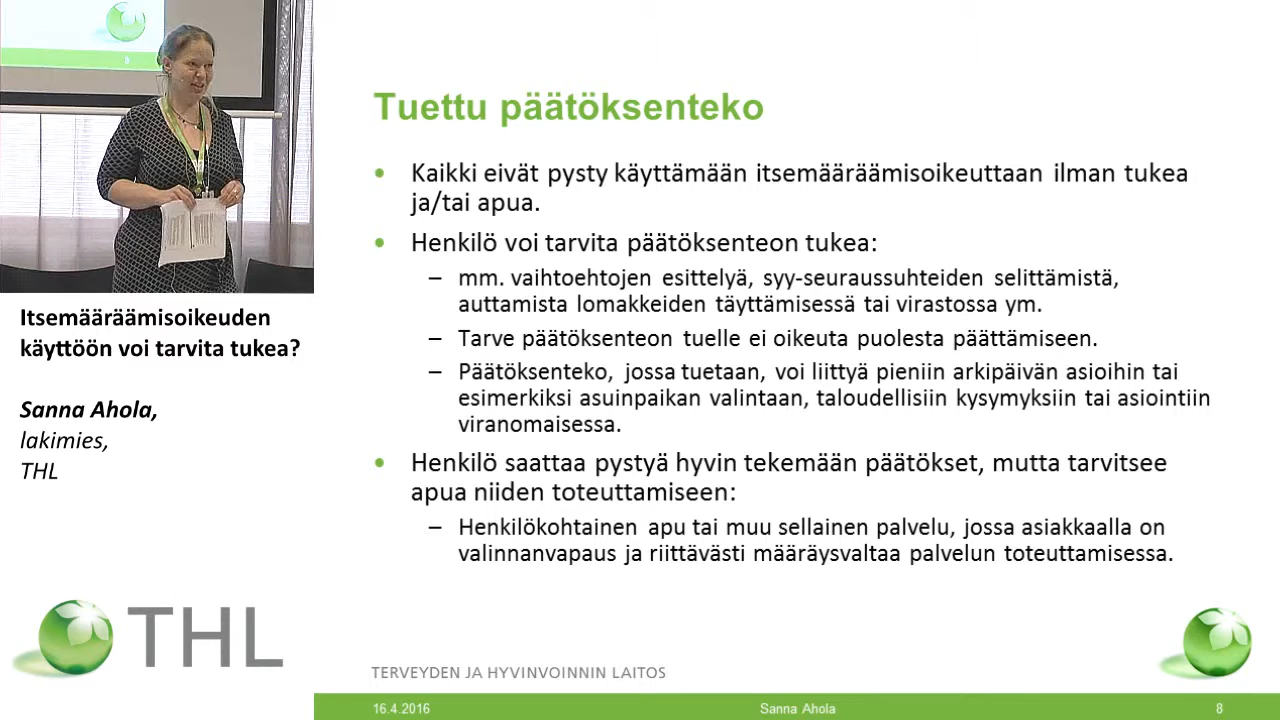 Itsemääräämisoikeuden
käyttöön voi tarvita tukea?
Sanna Ahola,
lakimies,
THL
THL
Tuettu päätöksenteko
• Kaikki eivät pysty käyttämään itsemääräämisoikeuttaan ilman tukea
ja/tai apua.
• Henkilö voi tarvita päätöksenteon tukea:
– mm. vaihtoehtojen esittelyä, syy-seuraussuhteiden selittämistä,
auttamista lomakkeiden täyttämisessä tai virastossa ym.
– Tarve päätöksenteon tuelle ei oikeuta puolesta päättämiseen.
– Päätöksenteko, jossa tuetaan, voi liittyä pieniin arkipäivän asioihin tai
esimerkiksi asuinpaikan valintaan, taloudellisiin kysymyksiin tai asiointiin
viranomaisessa.
• Henkilö saattaa pystyä hyvin tekemään päätökset, mutta tarvitsee
apua niiden toteuttamiseen:
– Henkilökohtainen apu tai muu sellainen palvelu, jossa asiakkaalla on
valinnanvapaus ja riittävästi määräysvaltaa palvelun toteuttamisessa.
TERVEYDEN JA HYVINVOINNIN LAITOS
16.4.2016 Sanna Ahola 8